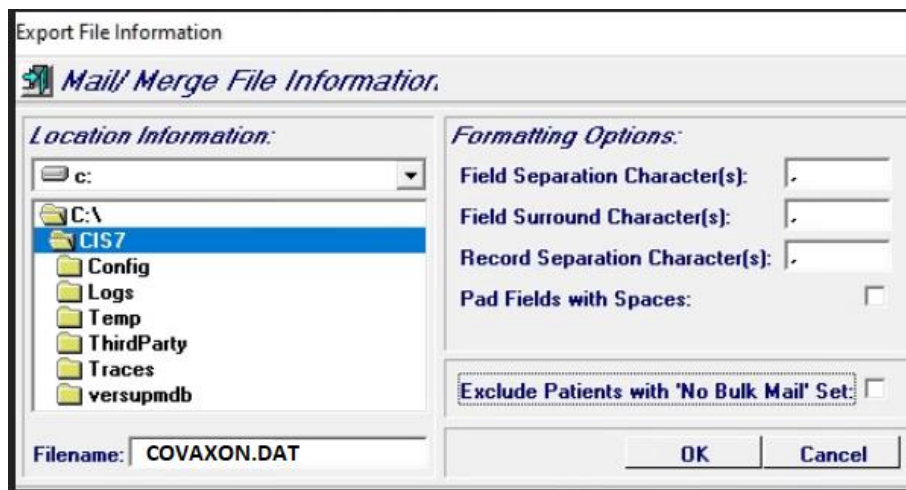 Export File Information
Mail/ Merge File Information
Location Information:
c:
C:\
CIS7
Config
Logs
Temp
ThirdParty
Traces
versupmdb
Filename: COVAXON.DAT
Formatting Options:
Field Separation Character(s): ,
Field Surround Character(s): ,
Record Separation Character(s): ,
Pad Fields with Spaces:
Exclude Patients with 'No Bulk Mail' Set:
OK Cancel